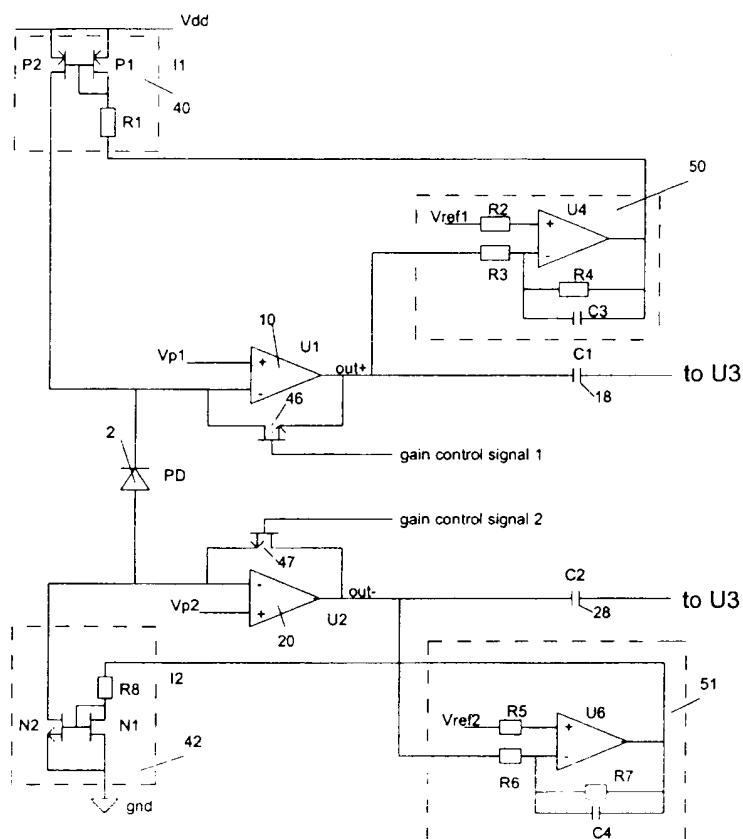 Vdd
P2
P1
I1
40
R1
50
Vref1
R2
U4
+
-
R3
R4
C3
10
U1
Vp1
+
-
out+
C1
18
to U3
46
gain control signal 1
2
PD
gain control signal 2
47
-
+
Vp2
20
U2
out-
C2
28
to U3
I2
R8
N2
N1
42
gnd
51
Vref2
R5
U6
+
-
R6
R7
C4